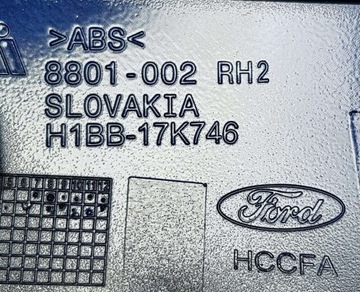 >ABS<
8801-002 RH2
SLOVAKIA
H1BB-17K746
Ford
HCCFA